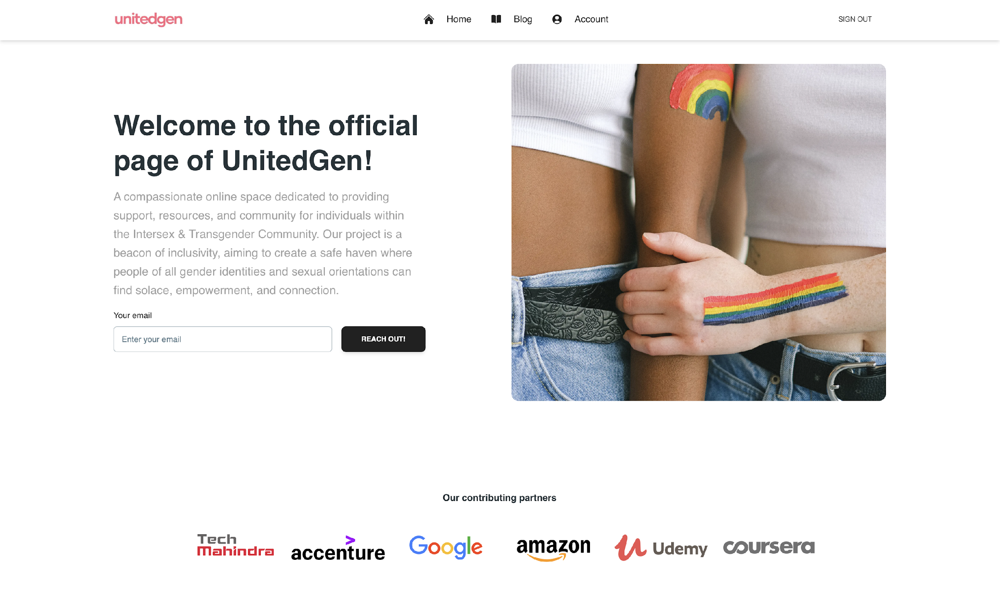 unitedgen
Home
Blog
Account
SIGN OUT
Welcome to the official
page of UnitedGen!
A compassionate online space dedicated to providing
support, resources, and community for individuals within
the Intersex & Transgender Community. Our project is a
beacon of inclusivity, aiming to create a safe haven where
people of all gender identities and sexual orientations can
find solace, empowerment, and connection.
Your email
Enter your email
REACH OUT!
Our contributing partners
Tech
Mahindra
accenture
Google
amazon
Udemy
coursera